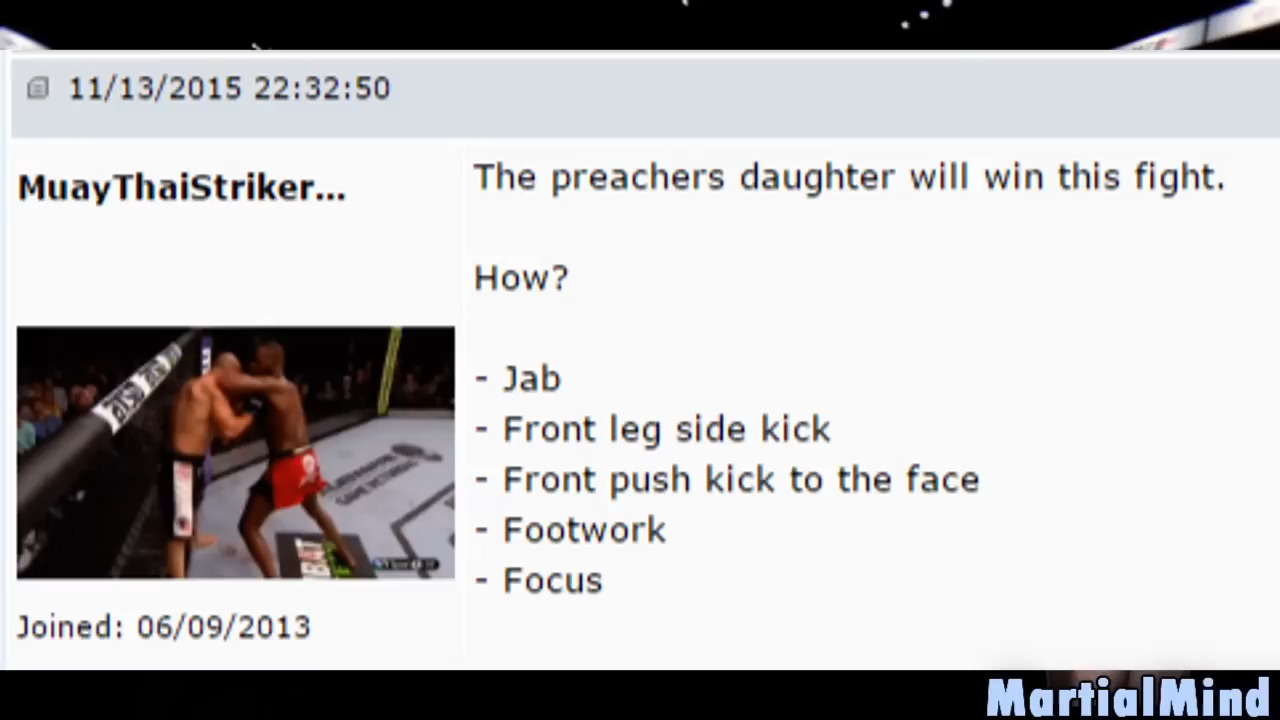 11/13/2015 22:32:50
MuayThaiStriker...
The preachers daughter will win this fight.
How?
- Jab
- Front leg side kick
- Front push kick to the face
- Footwork
- Focus
Joined: 06/09/2013
MartialMind